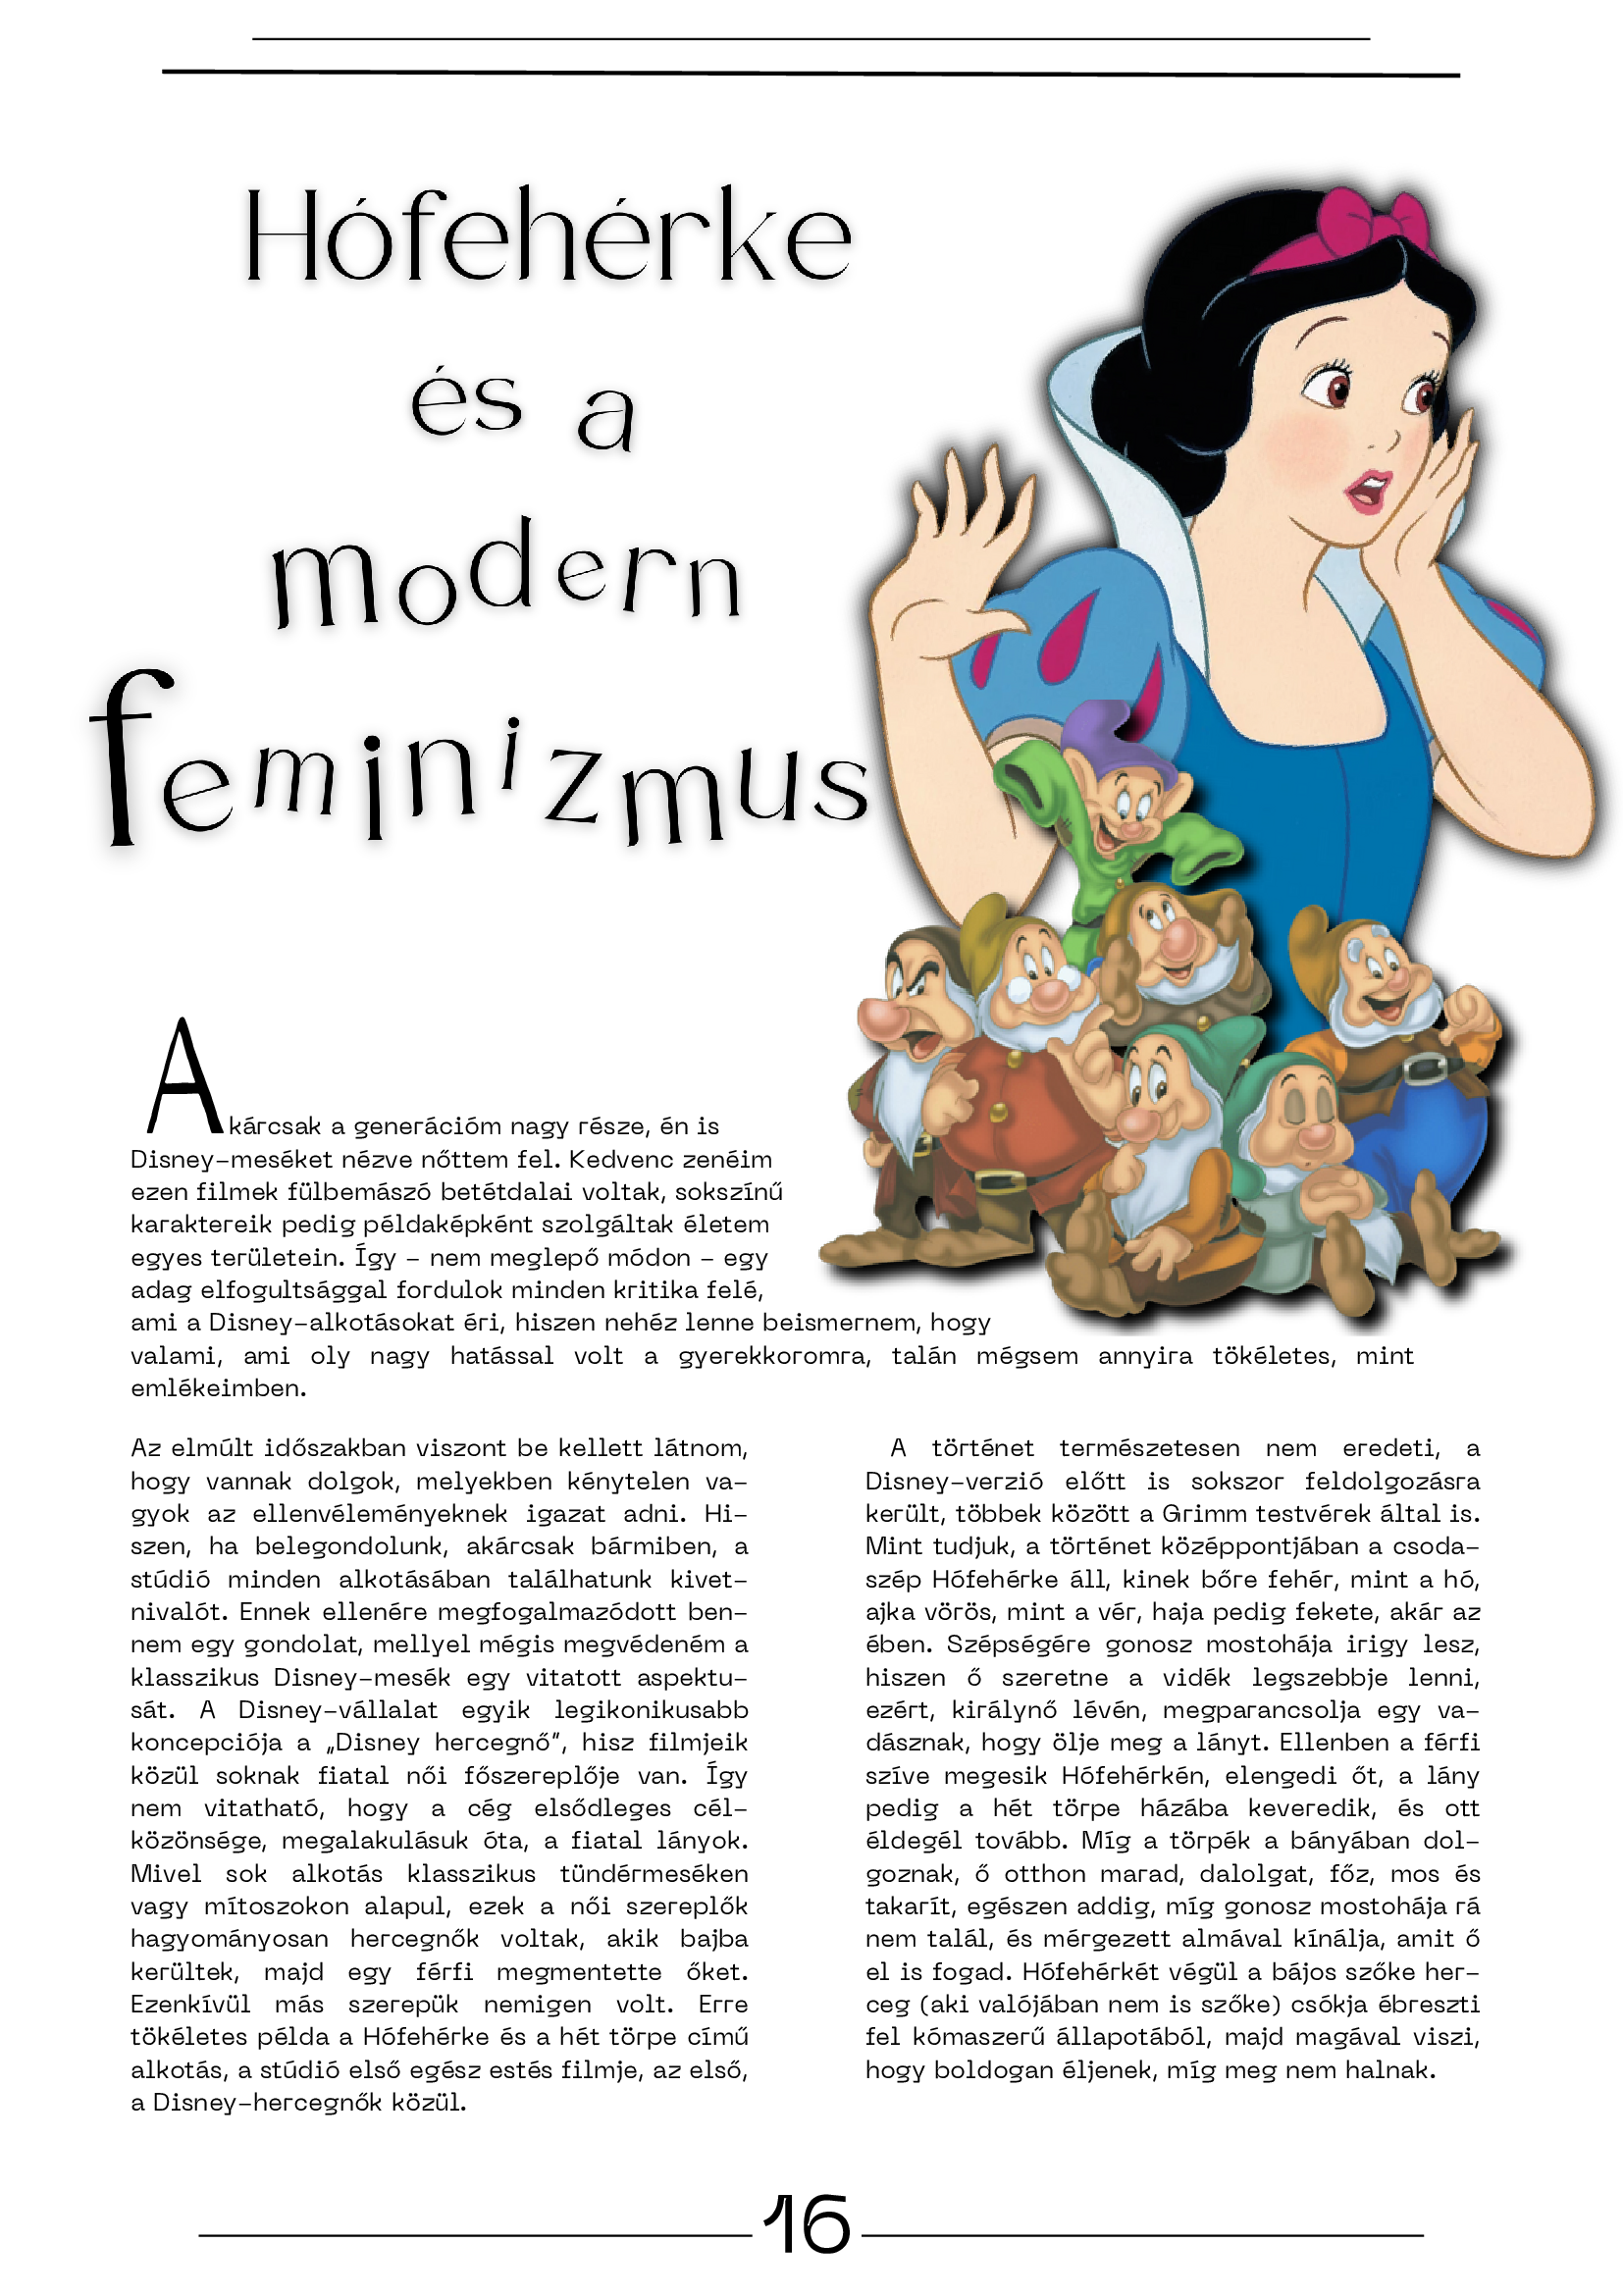 Hófehérke
és a
modern
feminizmus
Akárcsak a generációm nagy része, én is
Disney-meséket nézve nőttem fel. Kedvenc zenéim
ezen filmek fülbemászó betétdalai voltak, sokszínű
karaktereik pedig példaképként szolgáltak életem
egyes területein. Így - nem meglepő módon - egy
adag elfogultsággal fordulok minden kritika felé,
ami a Disney-alkotásokat éri, hiszen nehéz lenne beismernem, hogy
valami, ami oly nagy hatással volt a gyerekkoromra, talán mégsem annyira tökéletes, mint
emlékeimben.
Az elmúlt időszakban viszont be kellett látnom,
hogy vannak dolgok, melyekben kénytelen va-
gyok az ellenvéleményeknek igazat adni. Hi-
szen, ha belegondolunk, akárcsak bármiben, a
stúdió minden alkotásában találhatunk kivet-
nivalót. Ennek ellenére megfogalmazódott ben-
nem egy gondolat, mellyel mégis megvédeném a
klasszikus Disney-mesék egy vitatott aspektu-
sát. A Disney-vállalat egyik legikonikusabb
koncepciója a „Disney hercegnő”, hisz filmjeik
közül soknak fiatal női főszereplője van. Így
nem vitatható, hogy a cég elsődleges cél-
közönsége, megalakulásuk óta, a fiatal lányok.
Mivel sok alkotás klasszikus tündérmeséken
vagy mítoszokon alapul, ezek a női szereplők
hagyományosan hercegnők voltak, akik bajba
kerültek, majd egy férfi megmentette őket.
Ezenkívül más szerepük nemigen volt. Erre
tökéletes példa a Hófehérke és a hét törpe című
alkotás, a stúdió első egész estés filmje, az első,
a Disney-hercegnők közül.
A történet természetesen nem eredeti, a
Disney-verzió előtt is sokszor feldolgozásra
került, többek között a Grimm testvérek által is.
Mint tudjuk, a történet középpontjában a csoda-
szép Hófehérke áll, kinek bőre fehér, mint a hó,
ajka vörös, mint a vér, haja pedig fekete, akár az
ében. Szépségére gonosz mostohája irigy lesz,
hiszen ő szeretne a vidék legszebbje lenni,
ezért, királynő lévén, megparancsolja egy va-
dásznak, hogy ölje meg a lányt. Ellenben a férfi
szíve megesik Hófehérkén, elengedi őt, a lány
pedig a hét törpe házába keveredik, és ott
éldegél tovább. Míg a törpék a bányában dol-
goznak, ő otthon marad, dalolgat, főz, mos és
takarít, egészen addig, míg gonosz mostohája rá
nem talál, és mérgezett almával kínálja, amit ő
el is fogad. Hófehérkét végül a bájos szőke her-
ceg (aki valójában nem is szőke) csókja ébreszti
fel kómaszerű állapotából, majd magával viszi,
hogy boldogan éljenek, míg meg nem halnak.
16